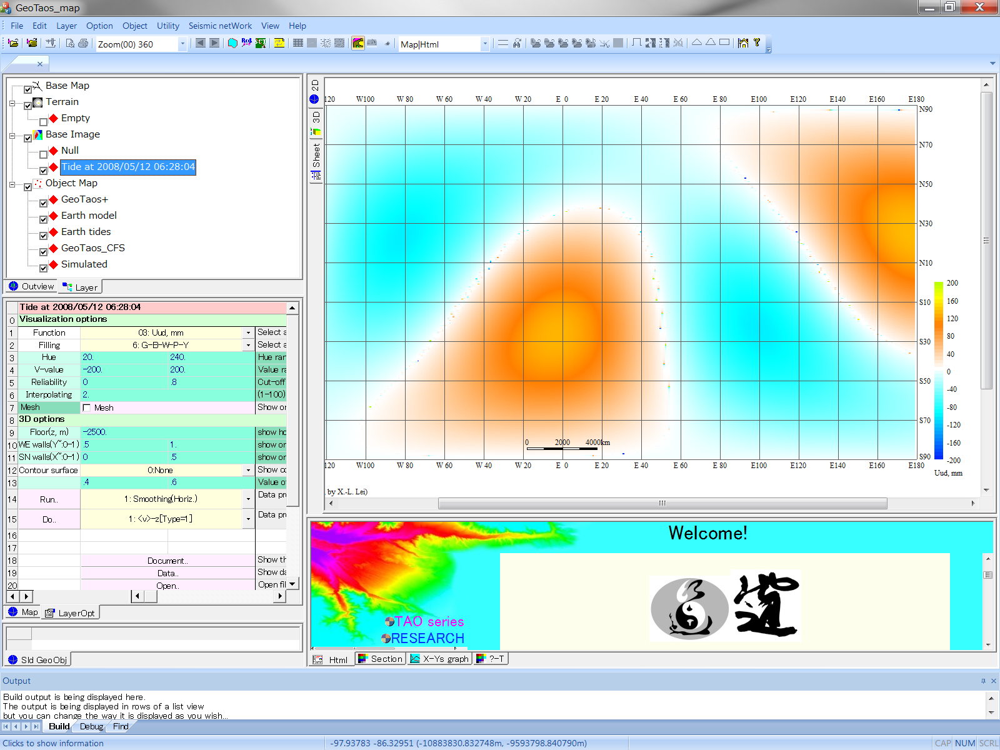 GeoTaos_map
File Edit Layer Option Object Utility Seismic netWork View Help
Zoom(00) 360
Map|Html
Base Map
Terrain
Empty
Base Image
Null
Tide at 2008/05/12 06:28:04
Object Map
GeoTaos+
Earth model
Earth tides
GeoTaos_CFS
Simulated
Outview Layer
Tide at 2008/05/12 06:28:04
0 Visualization options
1 Function 03: Uud, mm Select a
2 Filling 6: G-B-W-P-Y Select a
3 Hue 20. 240. Hue ran
4 V-value -200. 200. Value ra
5 Reliability 0 .8 Cut-off
6 Interpolating 2. (1-100)
7 Mesh Mesh Show or
8 3D options
9 Floor(z, m) -2500. show ho
10 WE walls(Y~:0-1) .5 1. show or
11 SN walls(X~:0-1) 0 .5 show or
12 Contour surface 0:None Show co
13 .4 .6 Value o
14 Run.. 1: Smoothing(Horiz.) Data pr
15 Do.. 1: <v>-z[Type=1] Data pr
16
17
18 Document.. Show th
19 Data.. Show da
20 Open.. Open fil
Map LayerOpt
Sld GeoObj
2D
3D
Sheet
120 W100 W 80 W 60 W 40 W 20 E 0 E 20 E 40 E 60 E 80 E100 E120 E140 E160 E180
N90
N70
N50
N30
N10
S10
S30
S50
S70
S90
0 2000 4000km
120 W100 W 80 W 60 W 40 W 20 E 0 E 20 E 40 E 60 E 80 E100 E120 E140 E160 E180
200
160
120
80
40
0
-40
-80
-120
-160
-200
Uud, mm
, by X.-L. Lei)
Welcome!
道
TAO series
RESEARCH
Html Section X-Ys graph ?-T
Output
Build output is being displayed here.
The output is being displayed in rows of a list view
but you can change the way it is displayed as you wish...
Build Debug Find
Clicks to show information -97.93783 -86.32951 (-10883830.832748m, -9593798.840790m) CAP NUM SCRL